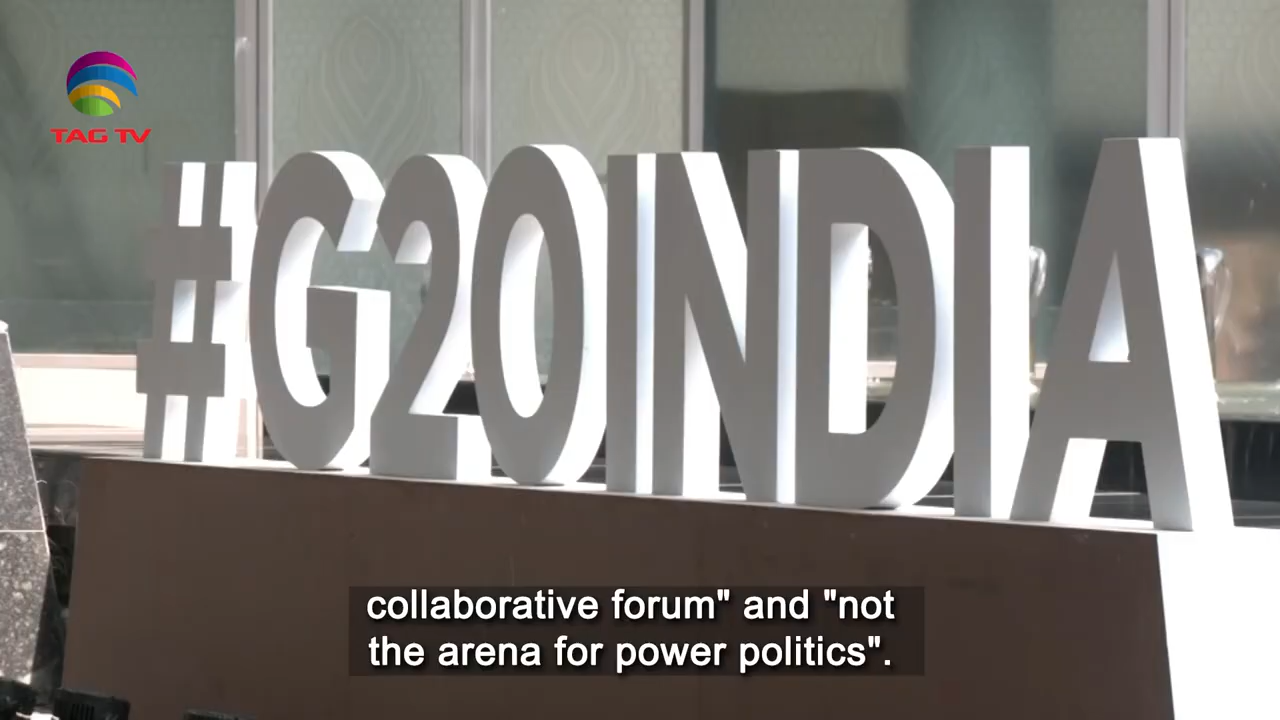 TAG TV
#G20INDIA
collaborative forum" and "not
the arena for power politics".